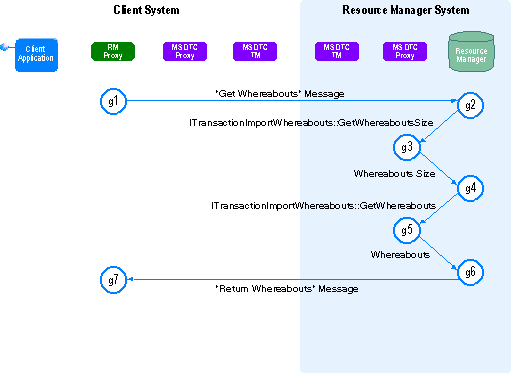 Client System
Resource Manager System
Client
Application
RM
Proxy
MSDTC
Proxy
MSDTC
TM
MSDTC
TM
MSDTC
Proxy
Resource
Manager
g1
"Get Whereabouts" Message
g2
ITransactionImportWhereabouts::GetWhereaboutsSize
g3
Whereabouts Size
g4
ITransactionImportWhereabouts::GetWhereabouts
g5
Whereabouts
g6
g7
"Return Whereabouts" Message